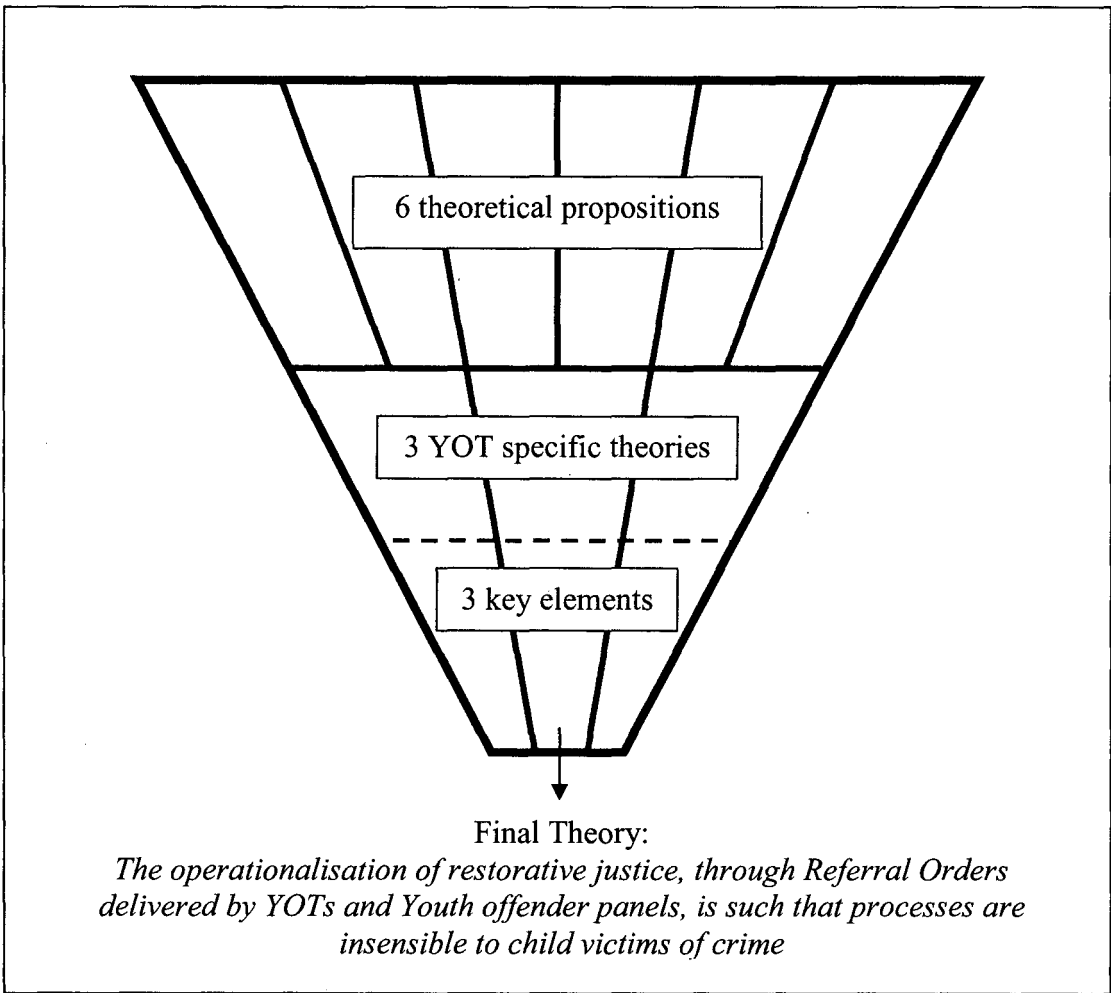 6 theoretical propositions
3 YOT specific theories
3 key elements
Final Theory:
The operationalisation of restorative justice, through Referral Orders
delivered by YOTs and Youth offender panels, is such that processes are
insensible to child victims of crime